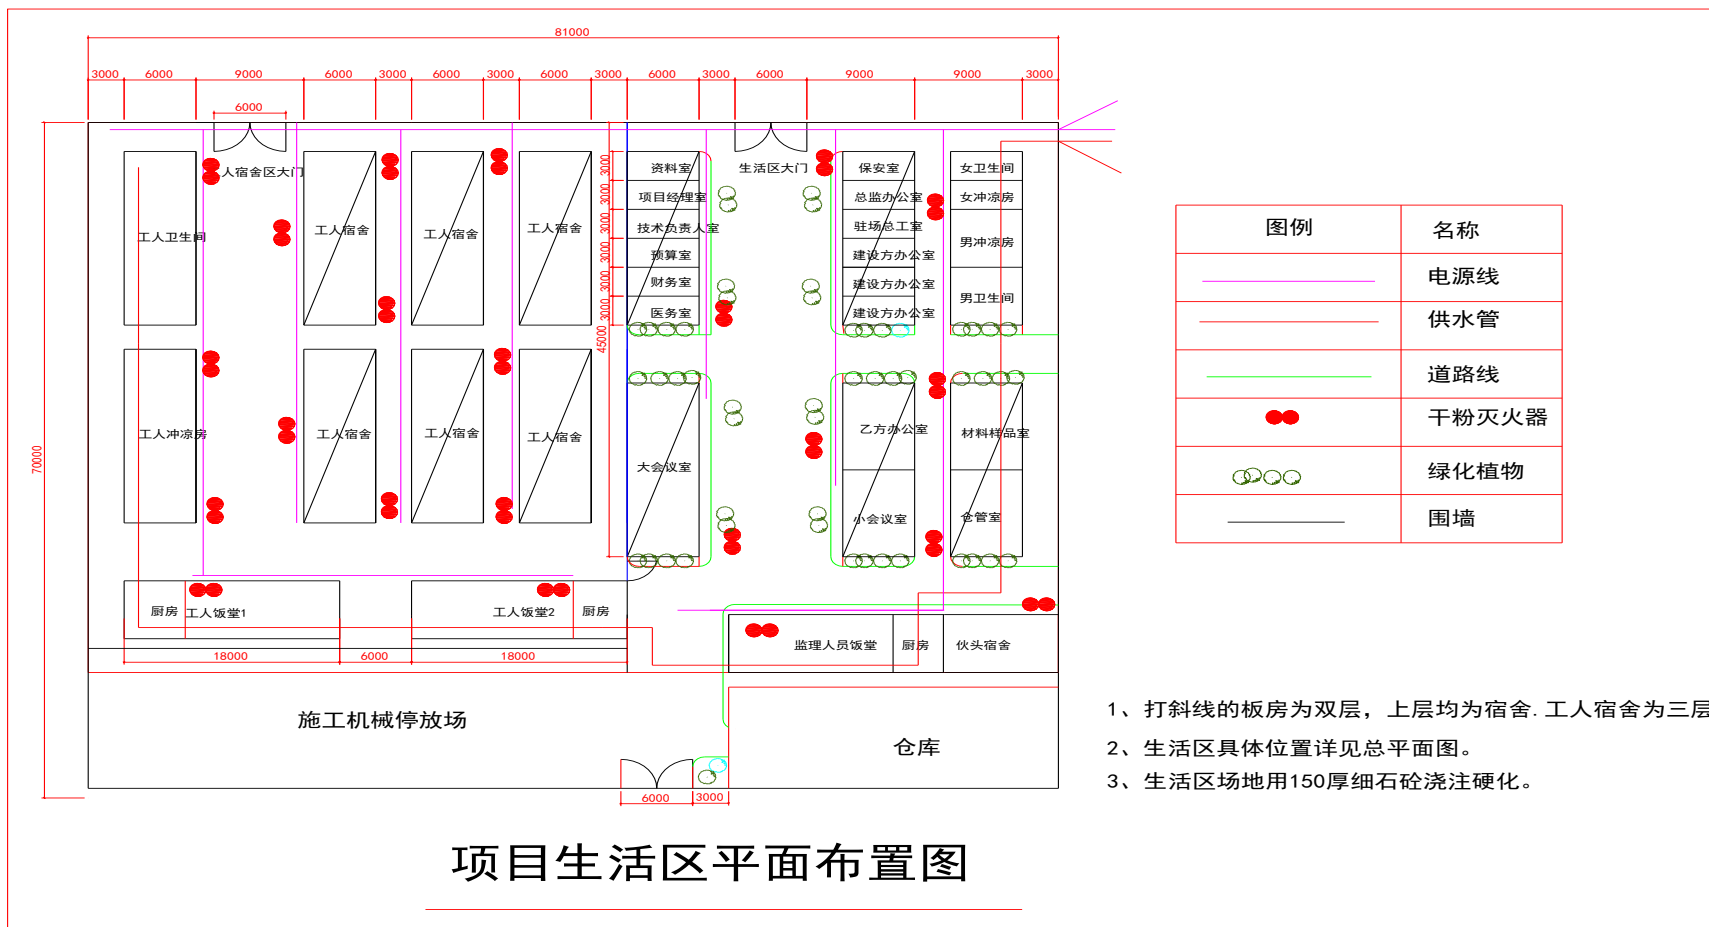 81000
3000 6000 9000 6000 3000 6000 3000 6000 3000 6000 3000 6000 9000 9000 3000
6000
人宿舍区大门
生活区大门
工人卫生间
工人宿舍
工人宿舍
工人宿舍
3000
3000
3000
3000
3000
3000
45000
70000
资料室
项目经理室
技术负责人室
预算室
财务室
医务室
保安室
总监办公室
驻场总工室
建设方办公室
建设方办公室
建设方办公室
女卫生间
女冲凉房
男冲凉房
男卫生间
工人冲凉房
工人宿舍
工人宿舍
工人宿舍
大会议室
乙方办公室
小会议室
材料样品室
仓管室
厨房
工人饭堂1
工人饭堂2
厨房
监理人员饭堂
厨房
伙头宿舍
18000 6000 18000
施工机械停放场
仓库
6000 3000
图例 名称
电源线
供水管
道路线
干粉灭火器
绿化植物
围墙
1、打斜线的板房为双层，上层均为宿舍.工人宿舍为三层
2、生活区具体位置详见总平面图。
3、生活区场地用150厚细石砼浇注硬化。
项目生活区平面布置图